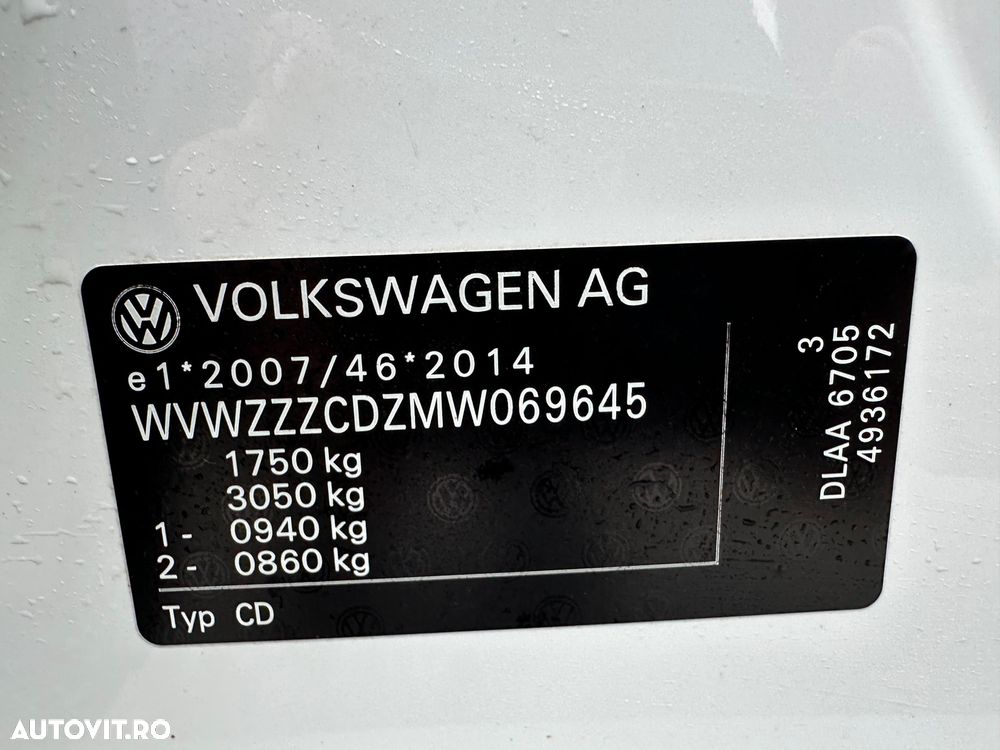 VOLKSWAGEN AG
e1*2007/46*2014
WVWZZZCDZMW069645
1750 kg
3050 kg
1 - 0940 kg
2 - 0860 kg
Typ CD
3
DLAA 6705
4936172
AUTOVIT.RO